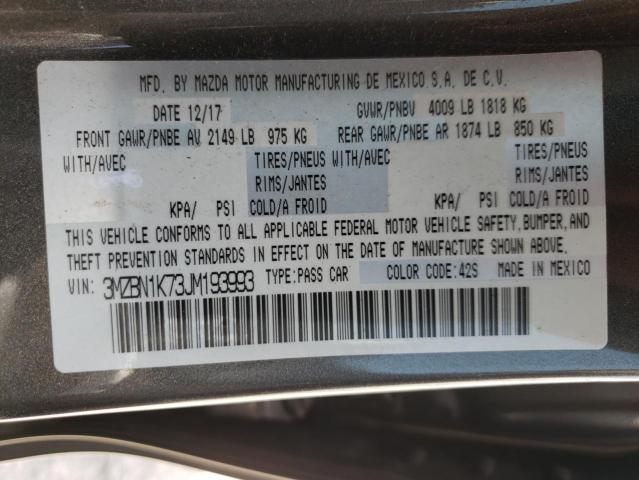 MFD. BY MAZDA MOTOR MANUFACTURING DE MEXICO S.A. DE C.V.
DATE 12/17 GVWR/PNBV 4009 LB 1818 KG
FRONT GAWR/PNBE AV 2149 LB 975 KG REAR GAWR/PNBE AR 1874 LB 850 KG
WITH/AVEC TIRES/PNEUS WITH/AVEC TIRES/PNEUS
RIMS/JANTES RIMS/JANTES
KPA/ PSI COLD/A FROID KPA/ PSI COLD/A FROID
THIS VEHICLE CONFORMS TO ALL APPLICABLE FEDERAL MOTOR VEHICLE SAFETY, BUMPER, AND
THEFT PREVENTION STANDARDS IN EFFECT ON THE DATE OF MANUFACTURE SHOWN ABOVE.
VIN: 3MZBN1K73JM193993 TYPE:PASS CAR COLOR CODE:42S MADE IN MEXICO